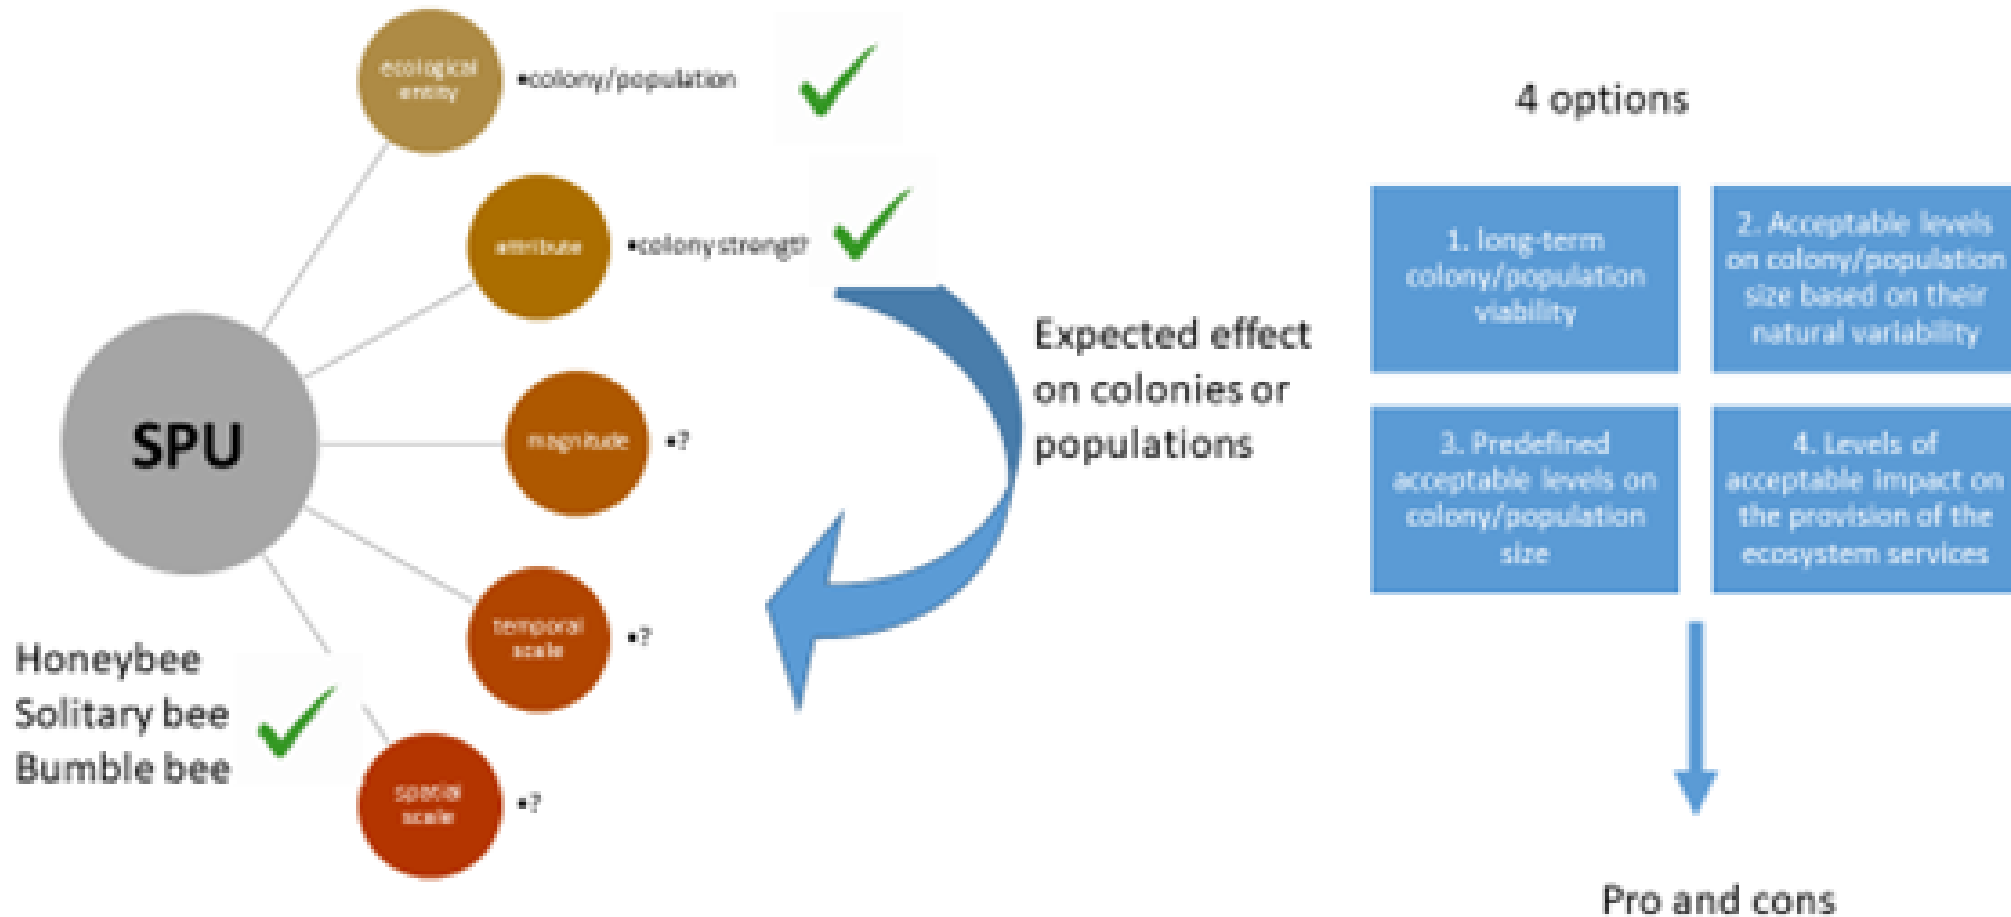 ecological
entity
•colony/population
attribute
•colony strength
SPU
magnitude
•?
temporal
scale
•?
spatial
scale
•?
Honeybee
Solitary bee
Bumble bee
Expected effect
on colonies or
populations
4 options
1. long-term
colony/population
viability
2. Acceptable levels
on colony/population
size based on their
natural variability
3. Predefined
acceptable levels on
colony/population
size
4. Levels of
acceptable impact on
the provision of the
ecosystem services
Pro and cons